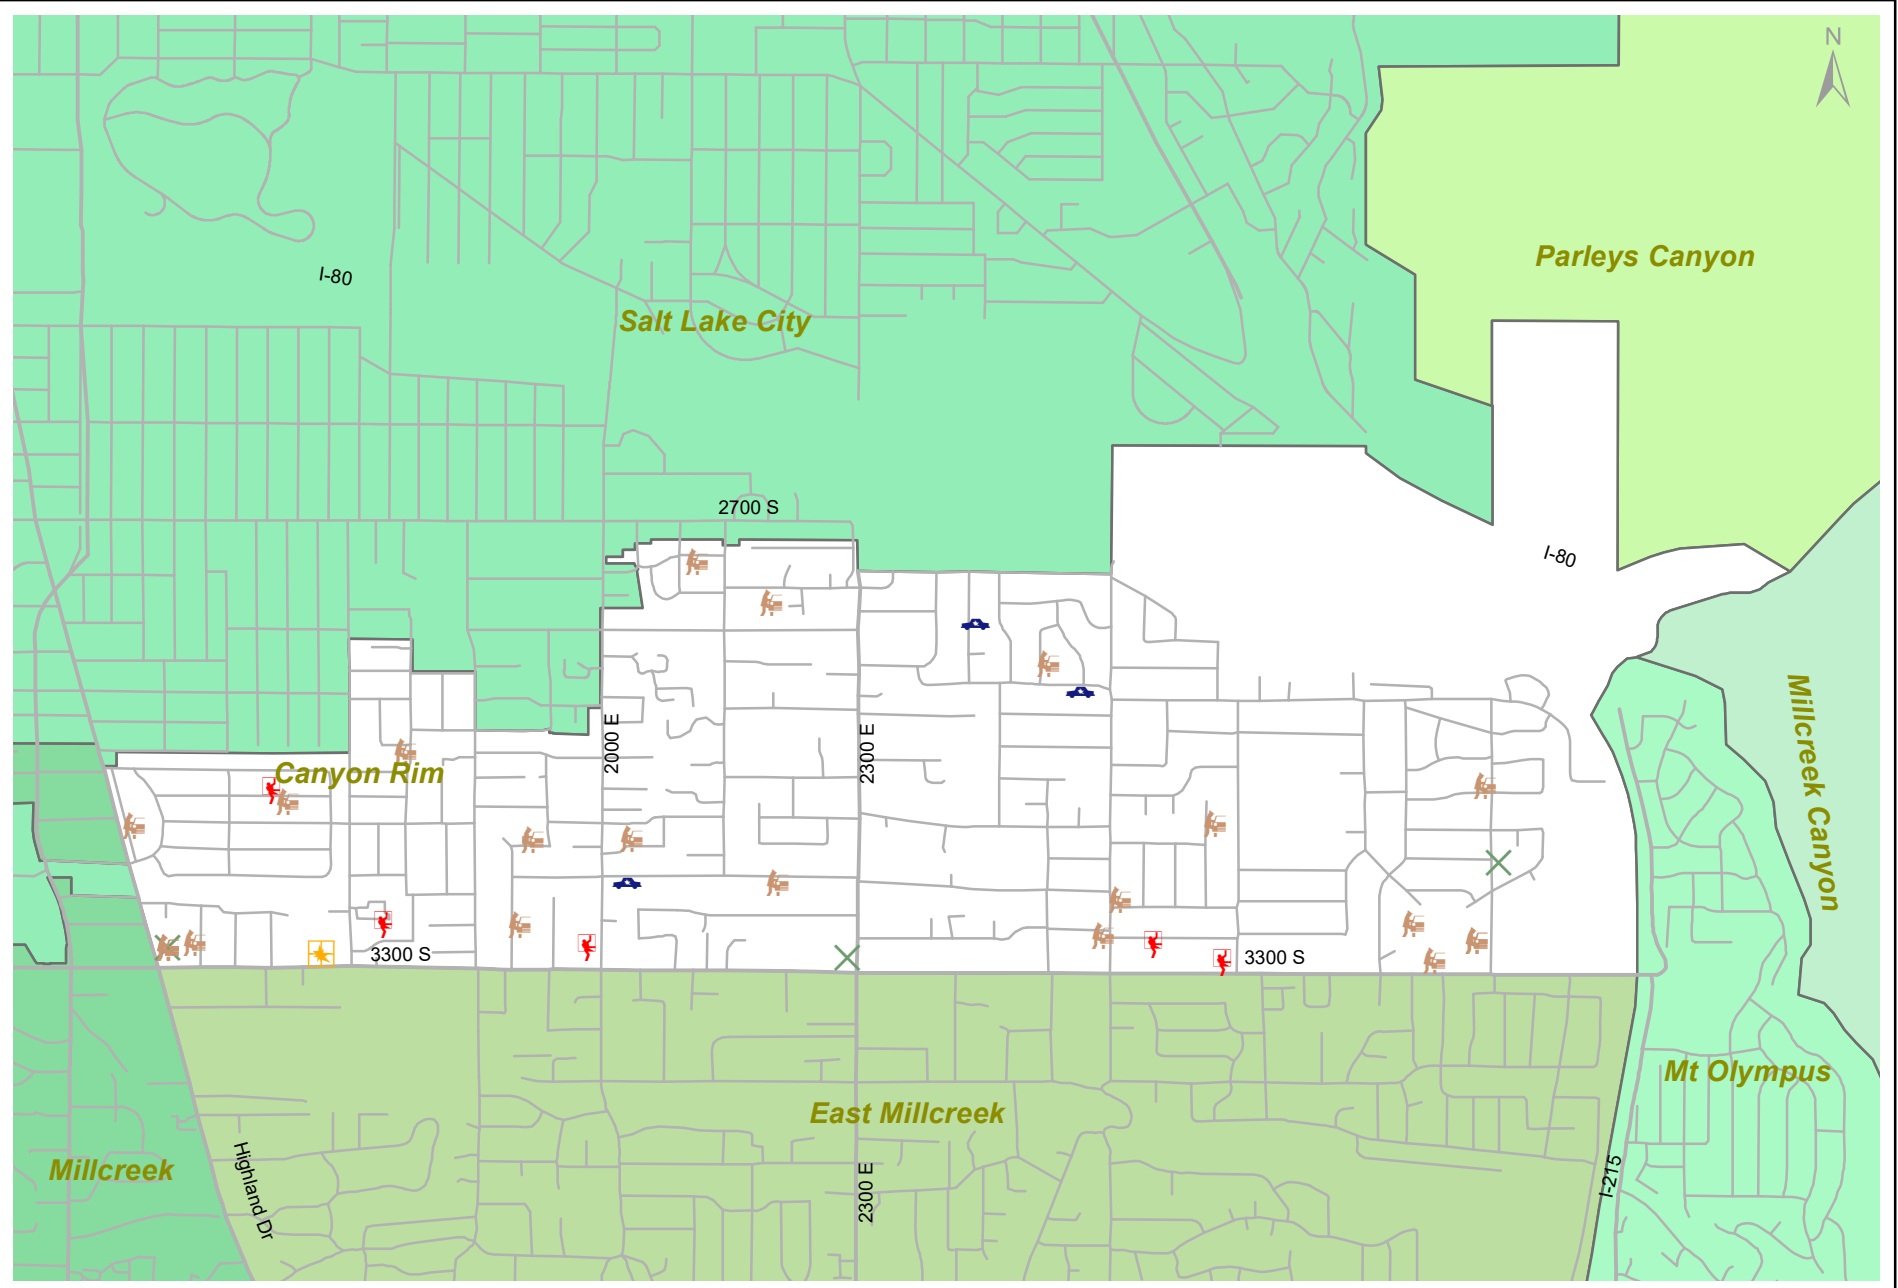 N
Parleys Canyon
I-80
Salt Lake City
2700 S
I-80
Millcreek Canyon
2000 E
2300 E
Canyon Rim
3300 S
3300 S
Mt Olympus
East Millcreek
Millcreek
Highland Dr
2300 E
I-215